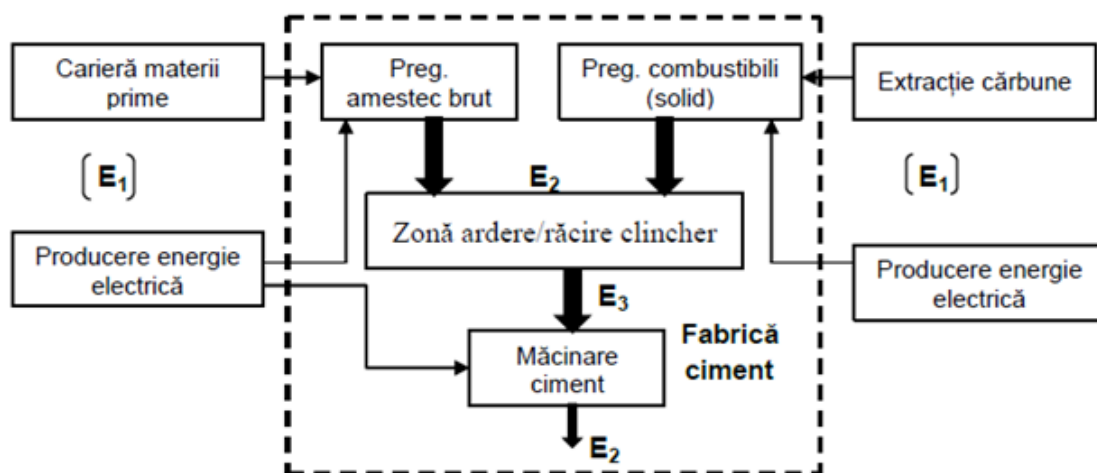 Carieră materii
prime
Preg.
amestec brut
Preg. combustibili
(solid)
Extracție cărbune
[E₁]
E₂
[E₁]
Zonă ardere/răcire clincher
Producere energie
electrică
Producere energie
electrică
E₃
Măcinare
ciment
Fabrică
ciment
E₂